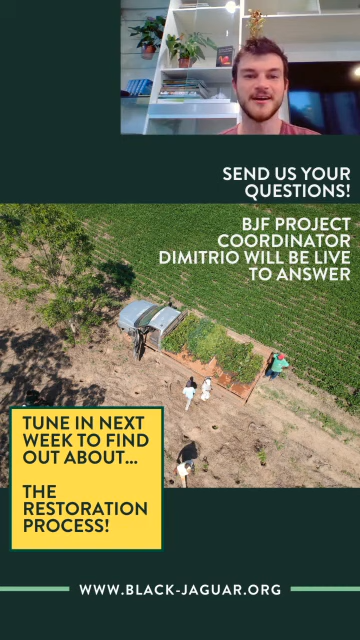 SEND US YOUR
QUESTIONS!
BJF PROJECT
COORDINATOR
DIMITRIO WILL BE LIVE
TO ANSWER
TUNE IN NEXT
WEEK TO FIND
OUT ABOUT...
THE
RESTORATION
PROCESS!
WWW.BLACK-JAGUAR.ORG